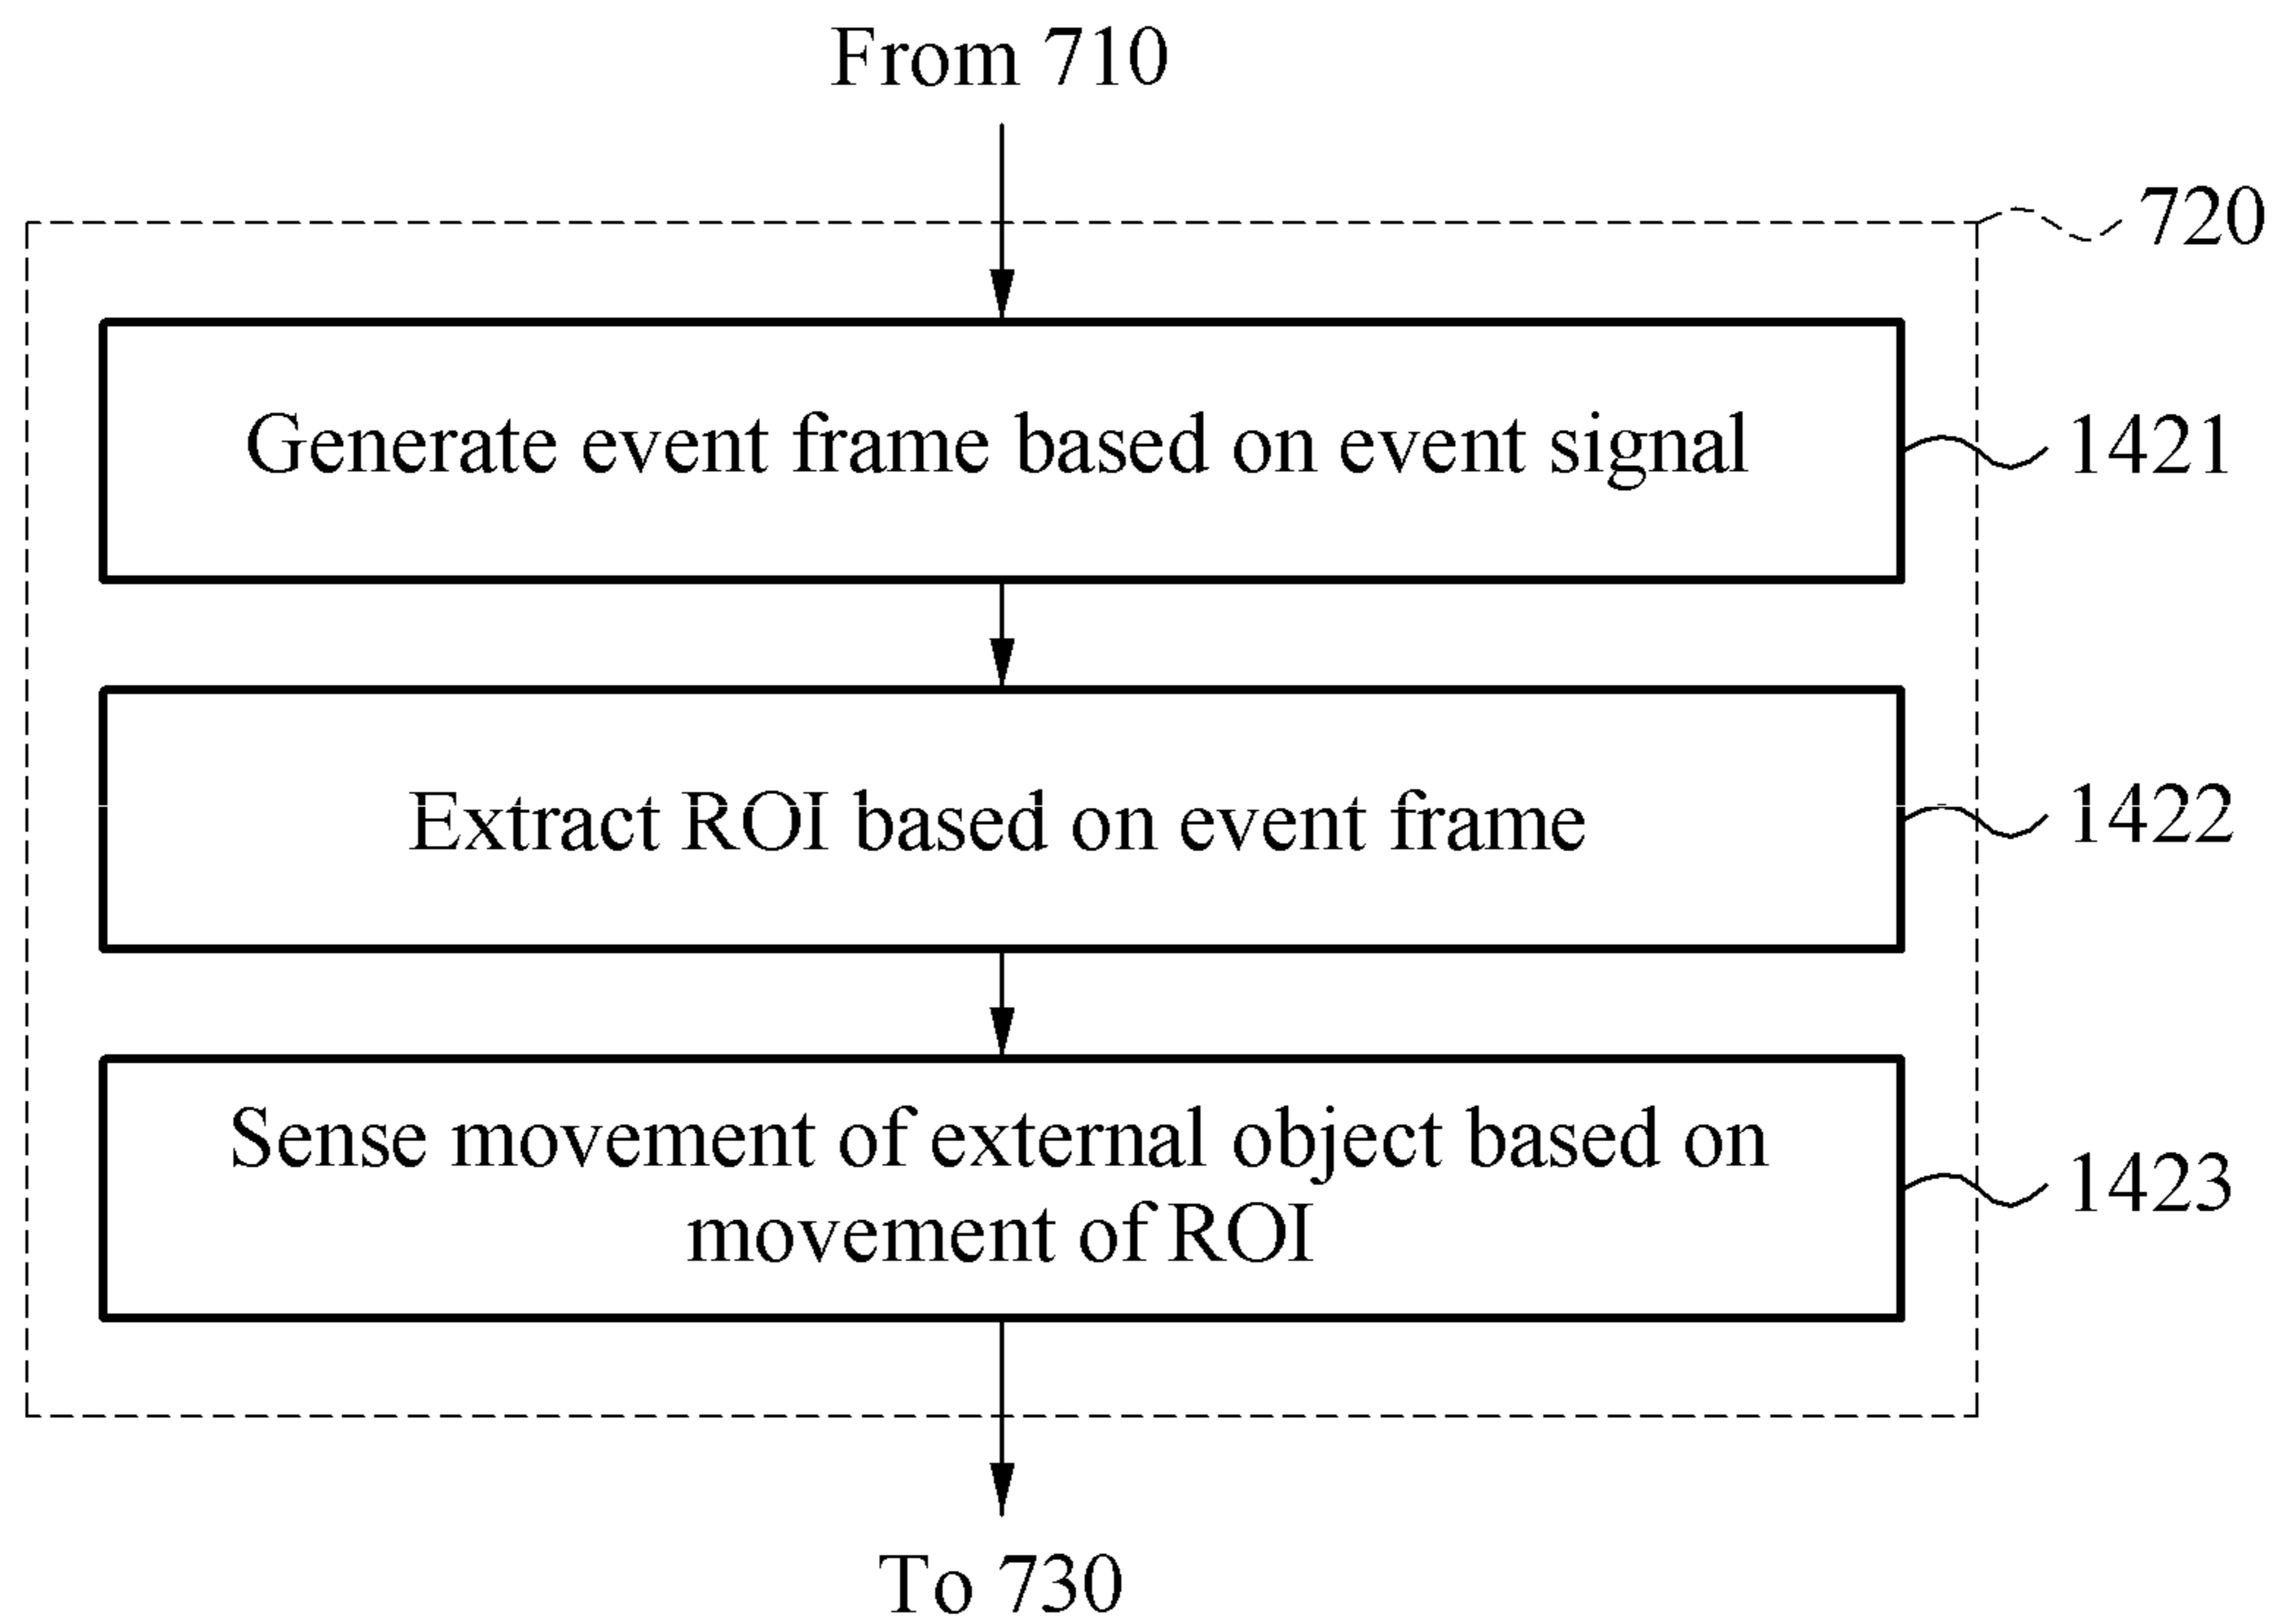 From 710
720
Generate event frame based on event signal
1421
Extract ROI based on event frame
1422
Sense movement of external object based on
movement of ROI
1423
To 730